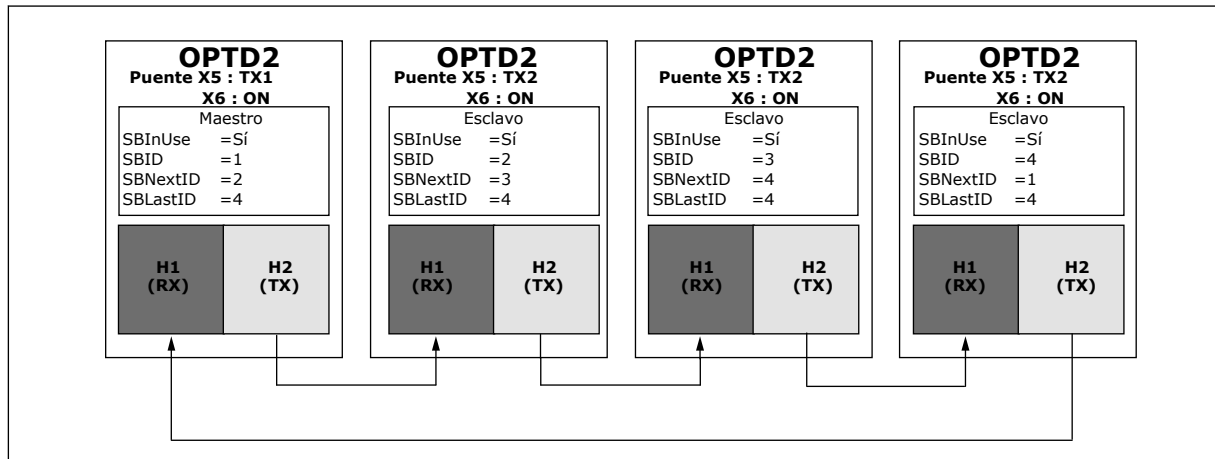 OPTD2
Puente X5 : TX1
X6 : ON
Maestro
SBInUse =Sí
SBID =1
SBNextID =2
SBLastID =4
H1
(RX)
H2
(TX)
OPTD2
Puente X5 : TX2
X6 : ON
Esclavo
SBInUse =Sí
SBID =2
SBNextID =3
SBLastID =4
H1
(RX)
H2
(TX)
OPTD2
Puente X5 : TX2
X6 : ON
Esclavo
SBInUse =Sí
SBID =3
SBNextID =4
SBLastID =4
H1
(RX)
H2
(TX)
OPTD2
Puente X5 : TX2
X6 : ON
Esclavo
SBInUse =Sí
SBID =4
SBNextID =1
SBLastID =4
H1
(RX)
H2
(TX)